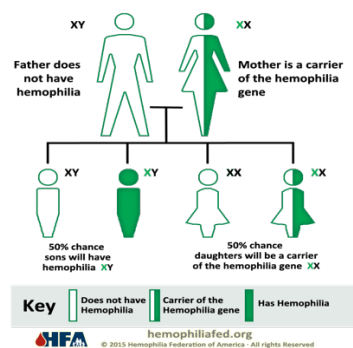 XY
XX
Father does
not have
hemophilia
Mother is a carrier
of the hemophilia
gene
XY
XY
XX
XX
50% chance
sons will have
hemophilia XY
50% chance
daughters will be a carrier
of the hemophilia gene XX
Key
Does not have
Hemophilia
Carrier of the
Hemophilia gene
Has Hemophilia
HFA
hemophiliafed.org
© 2015 Hemophilia Federation of America - All rights Reserved